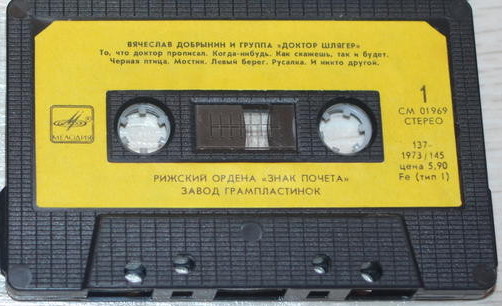 ВЯЧЕСЛАВ ДОБРЫНИН И ГРУППА «ДОКТОР ШЛЯГЕР»
То, что доктор прописал. Когда-нибудь. Как скажешь, так и будет.
Черная птица. Мостик. Левый берег. Русалка. И никто другой.
МЕЛОДИЯ
1
СМ 01969
СТЕРЕО
137-
1973/145
цена 5,90
Fe (тип I)
РИЖСКИЙ ОРДЕНА «ЗНАК ПОЧЕТА»
ЗАВОД ГРАМПЛАСТИНОК